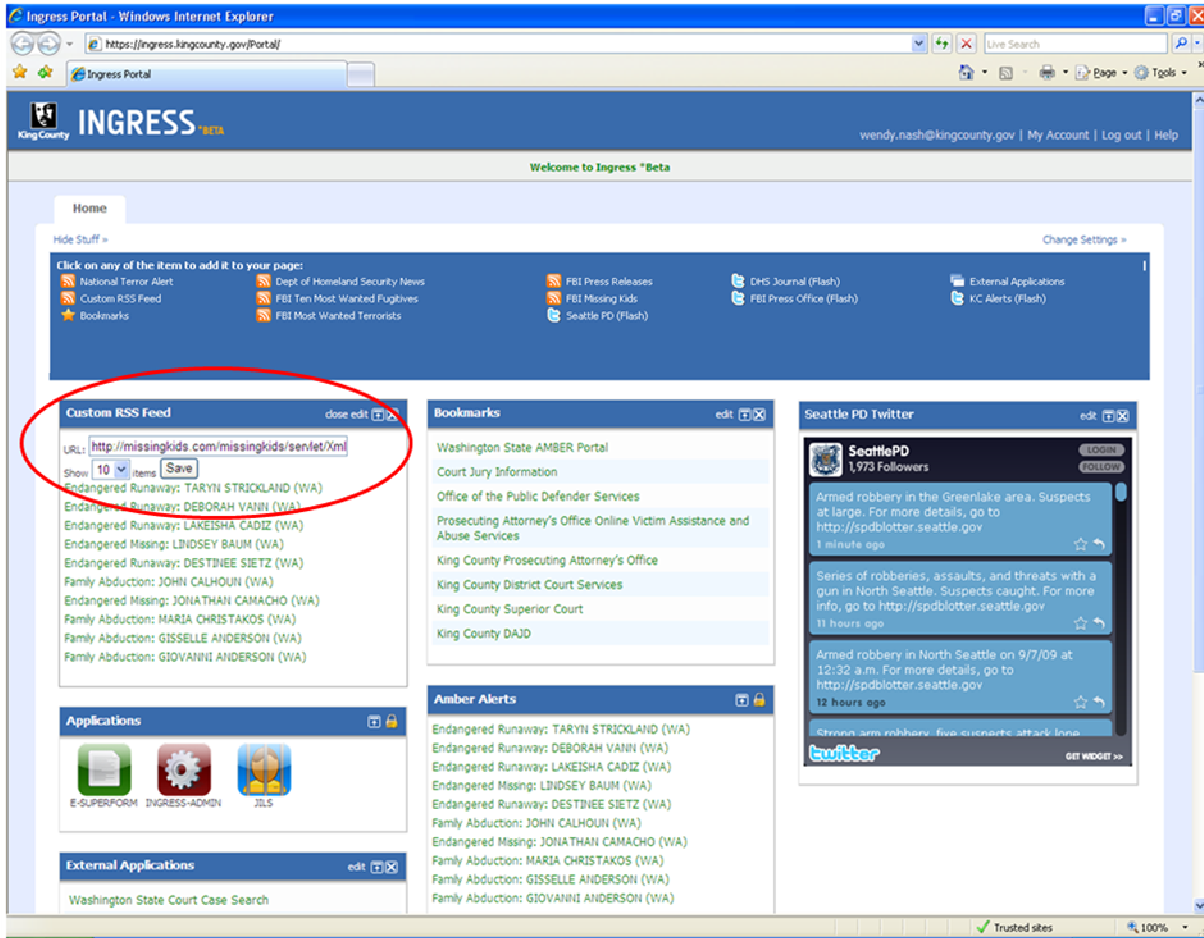 Ingress Portal - Windows Internet Explorer
https://ingress.kingcounty.gov/Portal/
Live Search
Ingress Portal
Page
Tools
King County
INGRESS *BETA
wendy.nash@kingcounty.gov | My Account | Log out | Help
Welcome to Ingress *Beta
Home
Hide Stuff »
Change Settings »
Click on any of the item to add it to your page:
National Terror Alert
Custom RSS Feed
Bookmarks
Dept of Homeland Security News
FBI Ten Most Wanted Fugitives
FBI Most Wanted Terrorists
FBI Press Releases
FBI Missing Kids
Seattle PD (Flash)
DHS Journal (Flash)
FBI Press Office (Flash)
External Applications
KC Alerts (Flash)
Custom RSS Feed
close edit
URL: http://missingkids.com/missingkids/servlet/Xml
Show 10 items Save
Endangered Runaway: TARYN STRICKLAND (WA)
Endangered Runaway: DEBORAH VANN (WA)
Endangered Runaway: LAKEISHA CADIZ (WA)
Endangered Missing: LINDSEY BAUM (WA)
Endangered Runaway: DESTINEE SIETZ (WA)
Family Abduction: JOHN CALHOUN (WA)
Endangered Missing: JONATHAN CAMACHO (WA)
Family Abduction: MARIA CHRISTAKOS (WA)
Family Abduction: GISSELLE ANDERSON (WA)
Family Abduction: GIOVANNI ANDERSON (WA)
Applications
E-SUPERFORM
INGRESS-ADMIN
JILS
External Applications
edit
Washington State Court Case Search
Bookmarks
edit
Washington State AMBER Portal
Court Jury Information
Office of the Public Defender Services
Prosecuting Attorney's Office Online Victim Assistance and
Abuse Services
King County Prosecuting Attorney's Office
King County District Court Services
King County Superior Court
King County DAJD
Amber Alerts
Endangered Runaway: TARYN STRICKLAND (WA)
Endangered Runaway: DEBORAH VANN (WA)
Endangered Runaway: LAKEISHA CADIZ (WA)
Endangered Missing: LINDSEY BAUM (WA)
Endangered Runaway: DESTINEE SIETZ (WA)
Family Abduction: JOHN CALHOUN (WA)
Endangered Missing: JONATHAN CAMACHO (WA)
Family Abduction: MARIA CHRISTAKOS (WA)
Family Abduction: GISSELLE ANDERSON (WA)
Family Abduction: GIOVANNI ANDERSON (WA)
Seattle PD Twitter
edit
SeattlePD
1,973 Followers
LOGIN
FOLLOW
Armed robbery in the Greenlake area. Suspects
at large. For more details, go to
http://spdblotter.seattle.gov
1 minute ago
Series of robberies, assaults, and threats with a
gun in North Seattle. Suspects caught. For more
info, go to http://spdblotter.seattle.gov
11 hours ago
Armed robbery in North Seattle on 9/7/09 at
12:32 a.m. For more details, go to
http://spdblotter.seattle.gov
12 hours ago
Strong arm robbery, five suspects attack lone
twitter
GET WIDGET >>
Trusted sites
100%